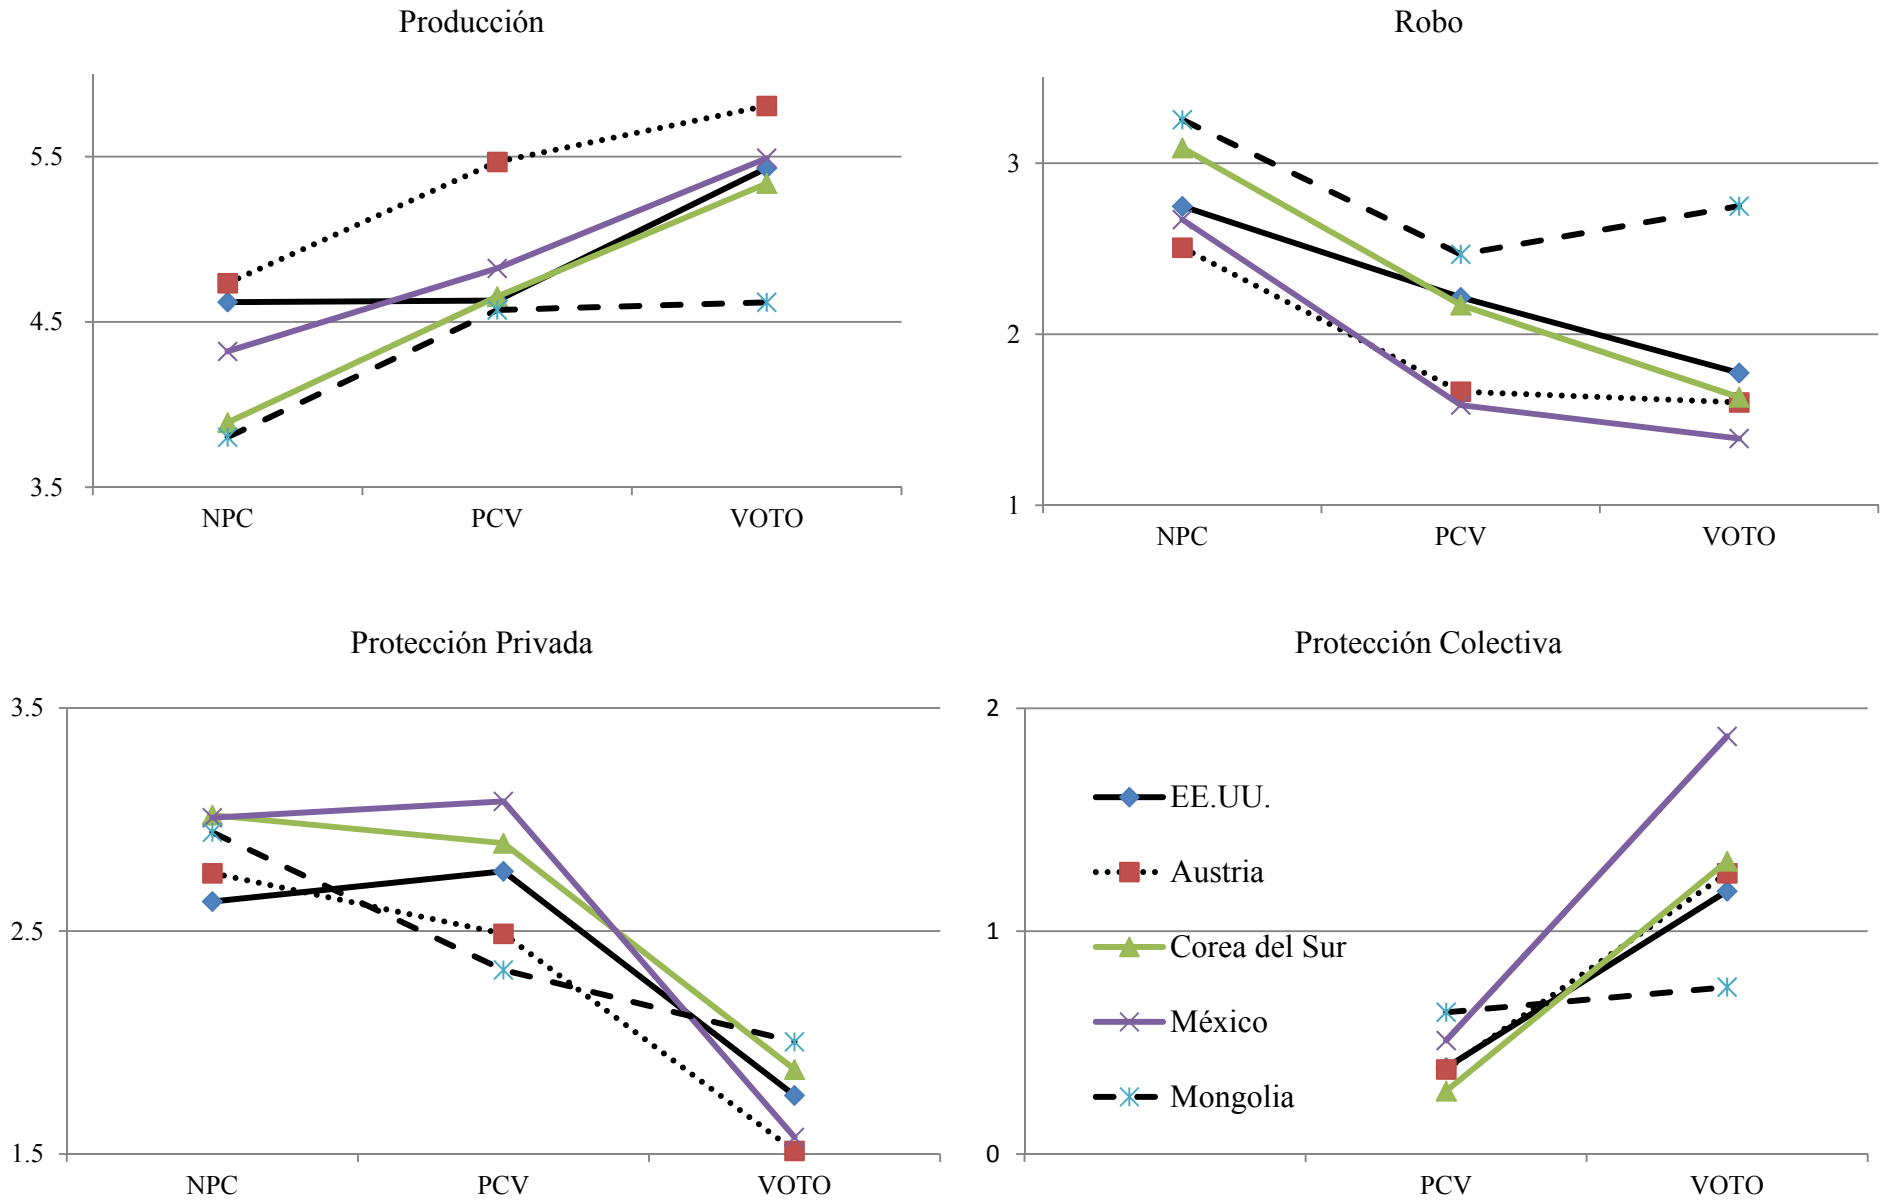 Producción
5.5
4.5
3.5
NPC PCV VOTO
Robo
3
2
1
NPC PCV VOTO
Protección Privada
3.5
2.5
1.5
NPC PCV VOTO
Protección Colectiva
2
1
0
EE.UU.
Austria
Corea del Sur
México
Mongolia
PCV VOTO